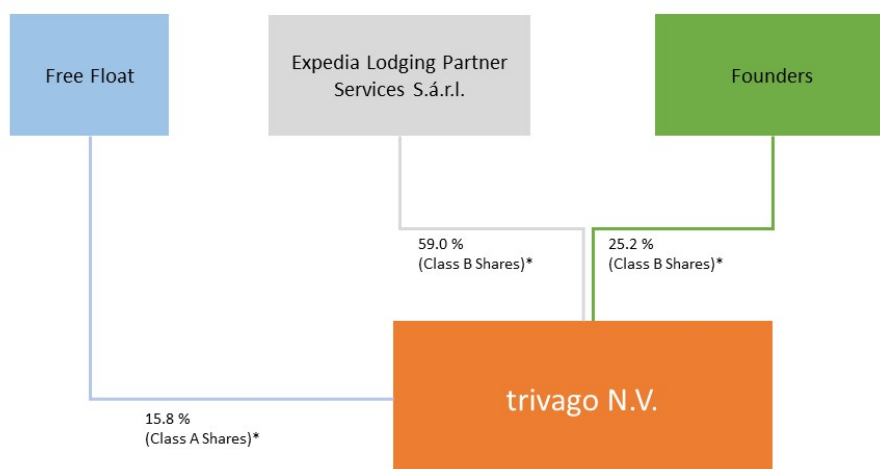 Free Float
Expedia Lodging Partner
Services S.á.r.l.
Founders
59.0 %
(Class B Shares)*
25.2 %
(Class B Shares)*
trivago N.V.
15.8 %
(Class A Shares)*